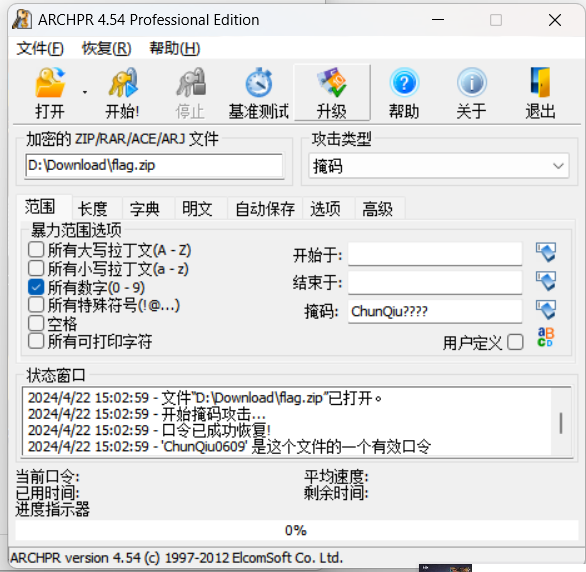 ARCHPR 4.54 Professional Edition
文件(F) 恢复(R) 帮助(H)
打开 开始! 停止 基准测试 升级 帮助 关于 退出
加密的 ZIP/RAR/ACE/ARJ 文件 攻击类型
D:\Download\flag.zip 掩码
范围 长度 字典 明文 自动保存 选项 高级
暴力范围选项
所有大写拉丁文(A - Z) 开始于:
所有小写拉丁文(a - z)
所有数字(0 - 9) 结束于:
所有特殊符号(!@...) 掩码: ChunQiu????
空格
所有可打印字符 用户定义 aBCD
状态窗口
2024/4/22 15:02:59 - 文件"D:\Download\flag.zip"已打开。
2024/4/22 15:02:59 - 开始掩码攻击...
2024/4/22 15:02:59 - 口令已成功恢复!
2024/4/22 15:02:59 - 'ChunQiu0609' 是这个文件的一个有效口令
当前口令: 平均速度:
已用时间: 剩余时间:
进度指示器
0%
ARCHPR version 4.54 (c) 1997-2012 ElcomSoft Co. Ltd.